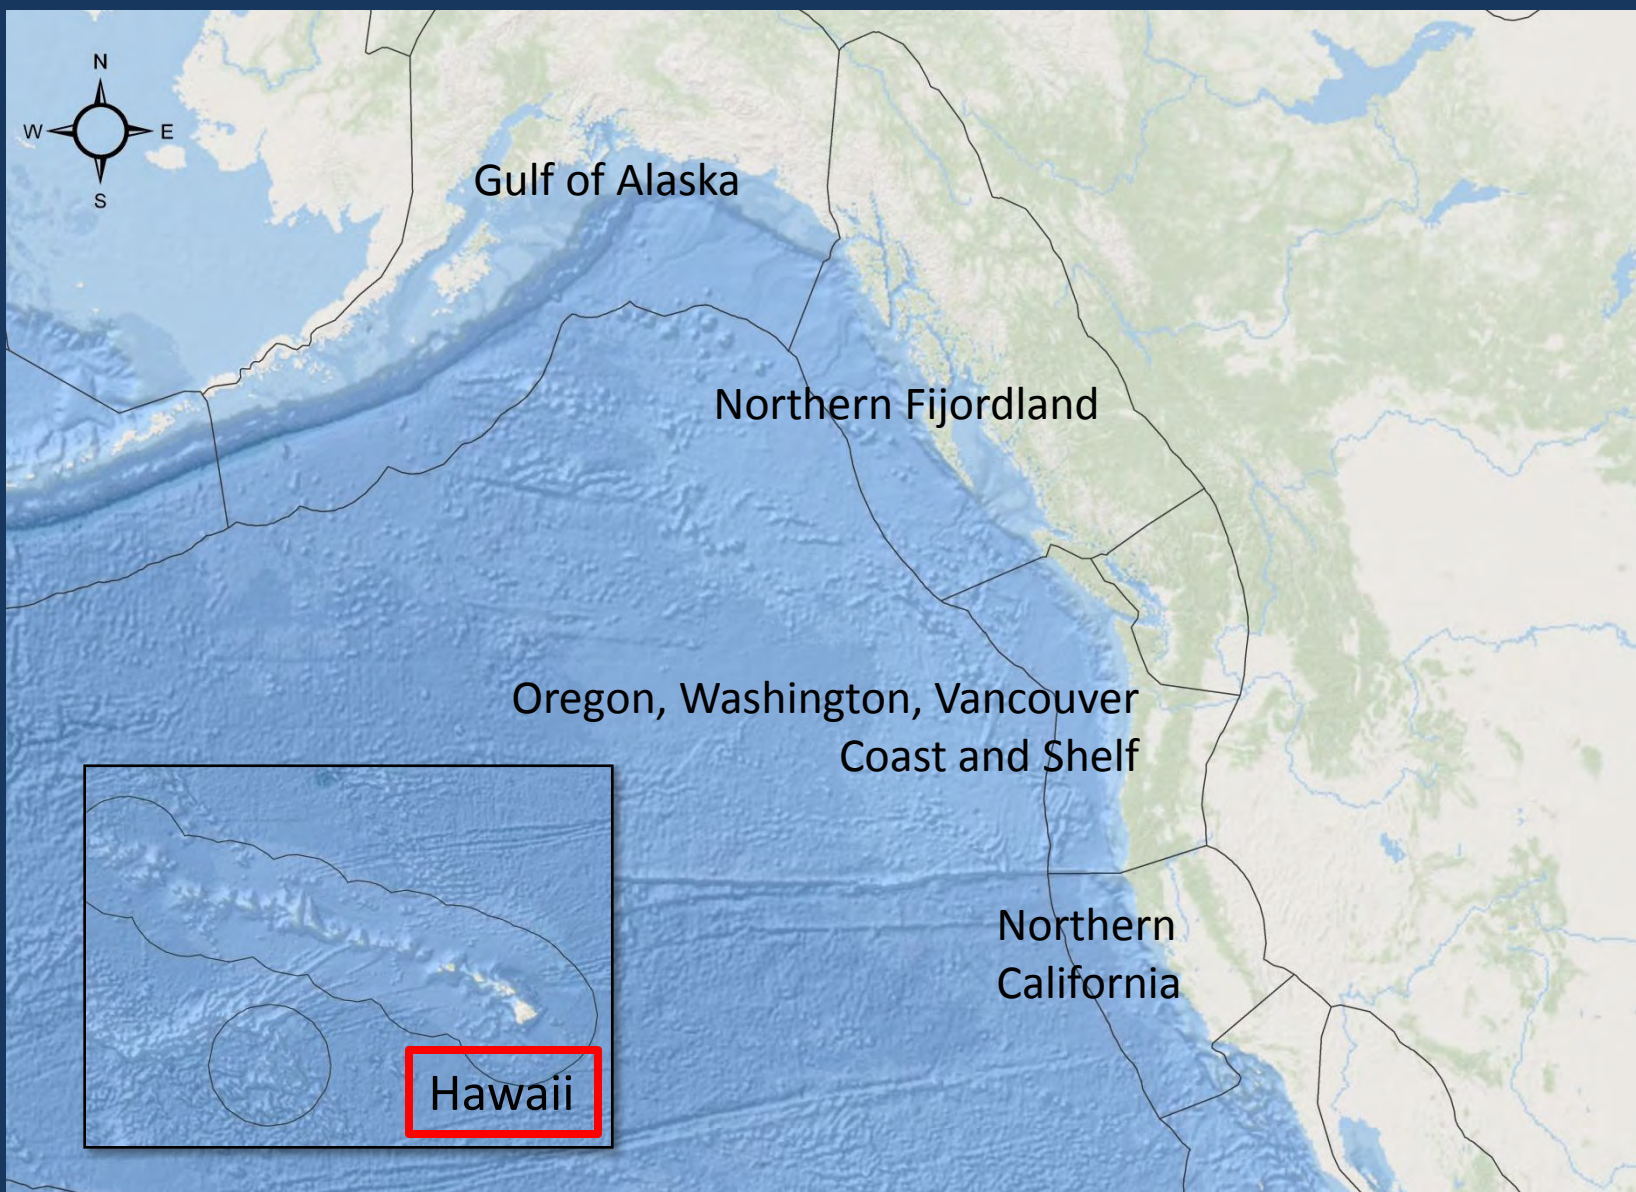 N
W E
S
Gulf of Alaska
Northern Fijordland
Oregon, Washington, Vancouver
Coast and Shelf
Northern
California
Hawaii